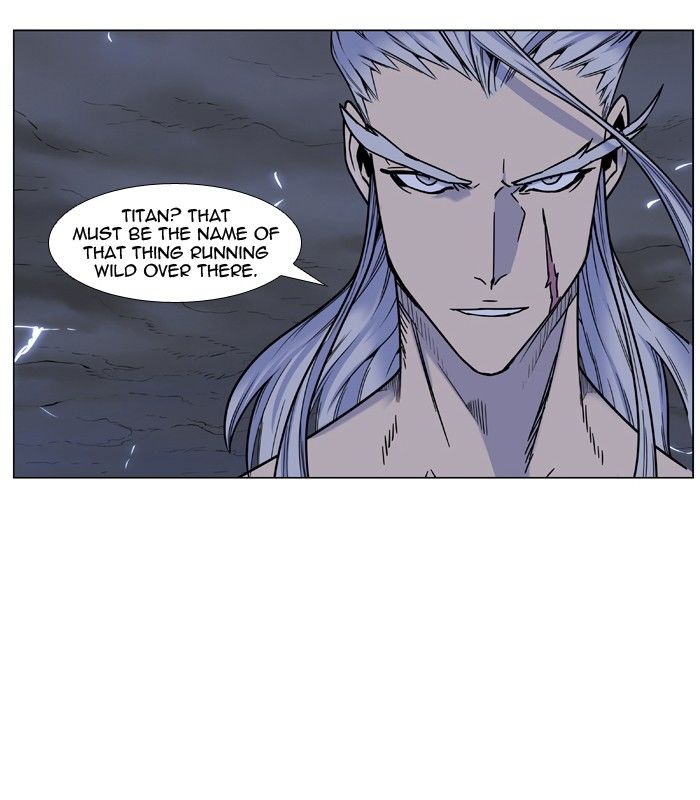 TITAN? THAT
MUST BE THE NAME OF
THAT THING RUNNING
WILD OVER THERE.